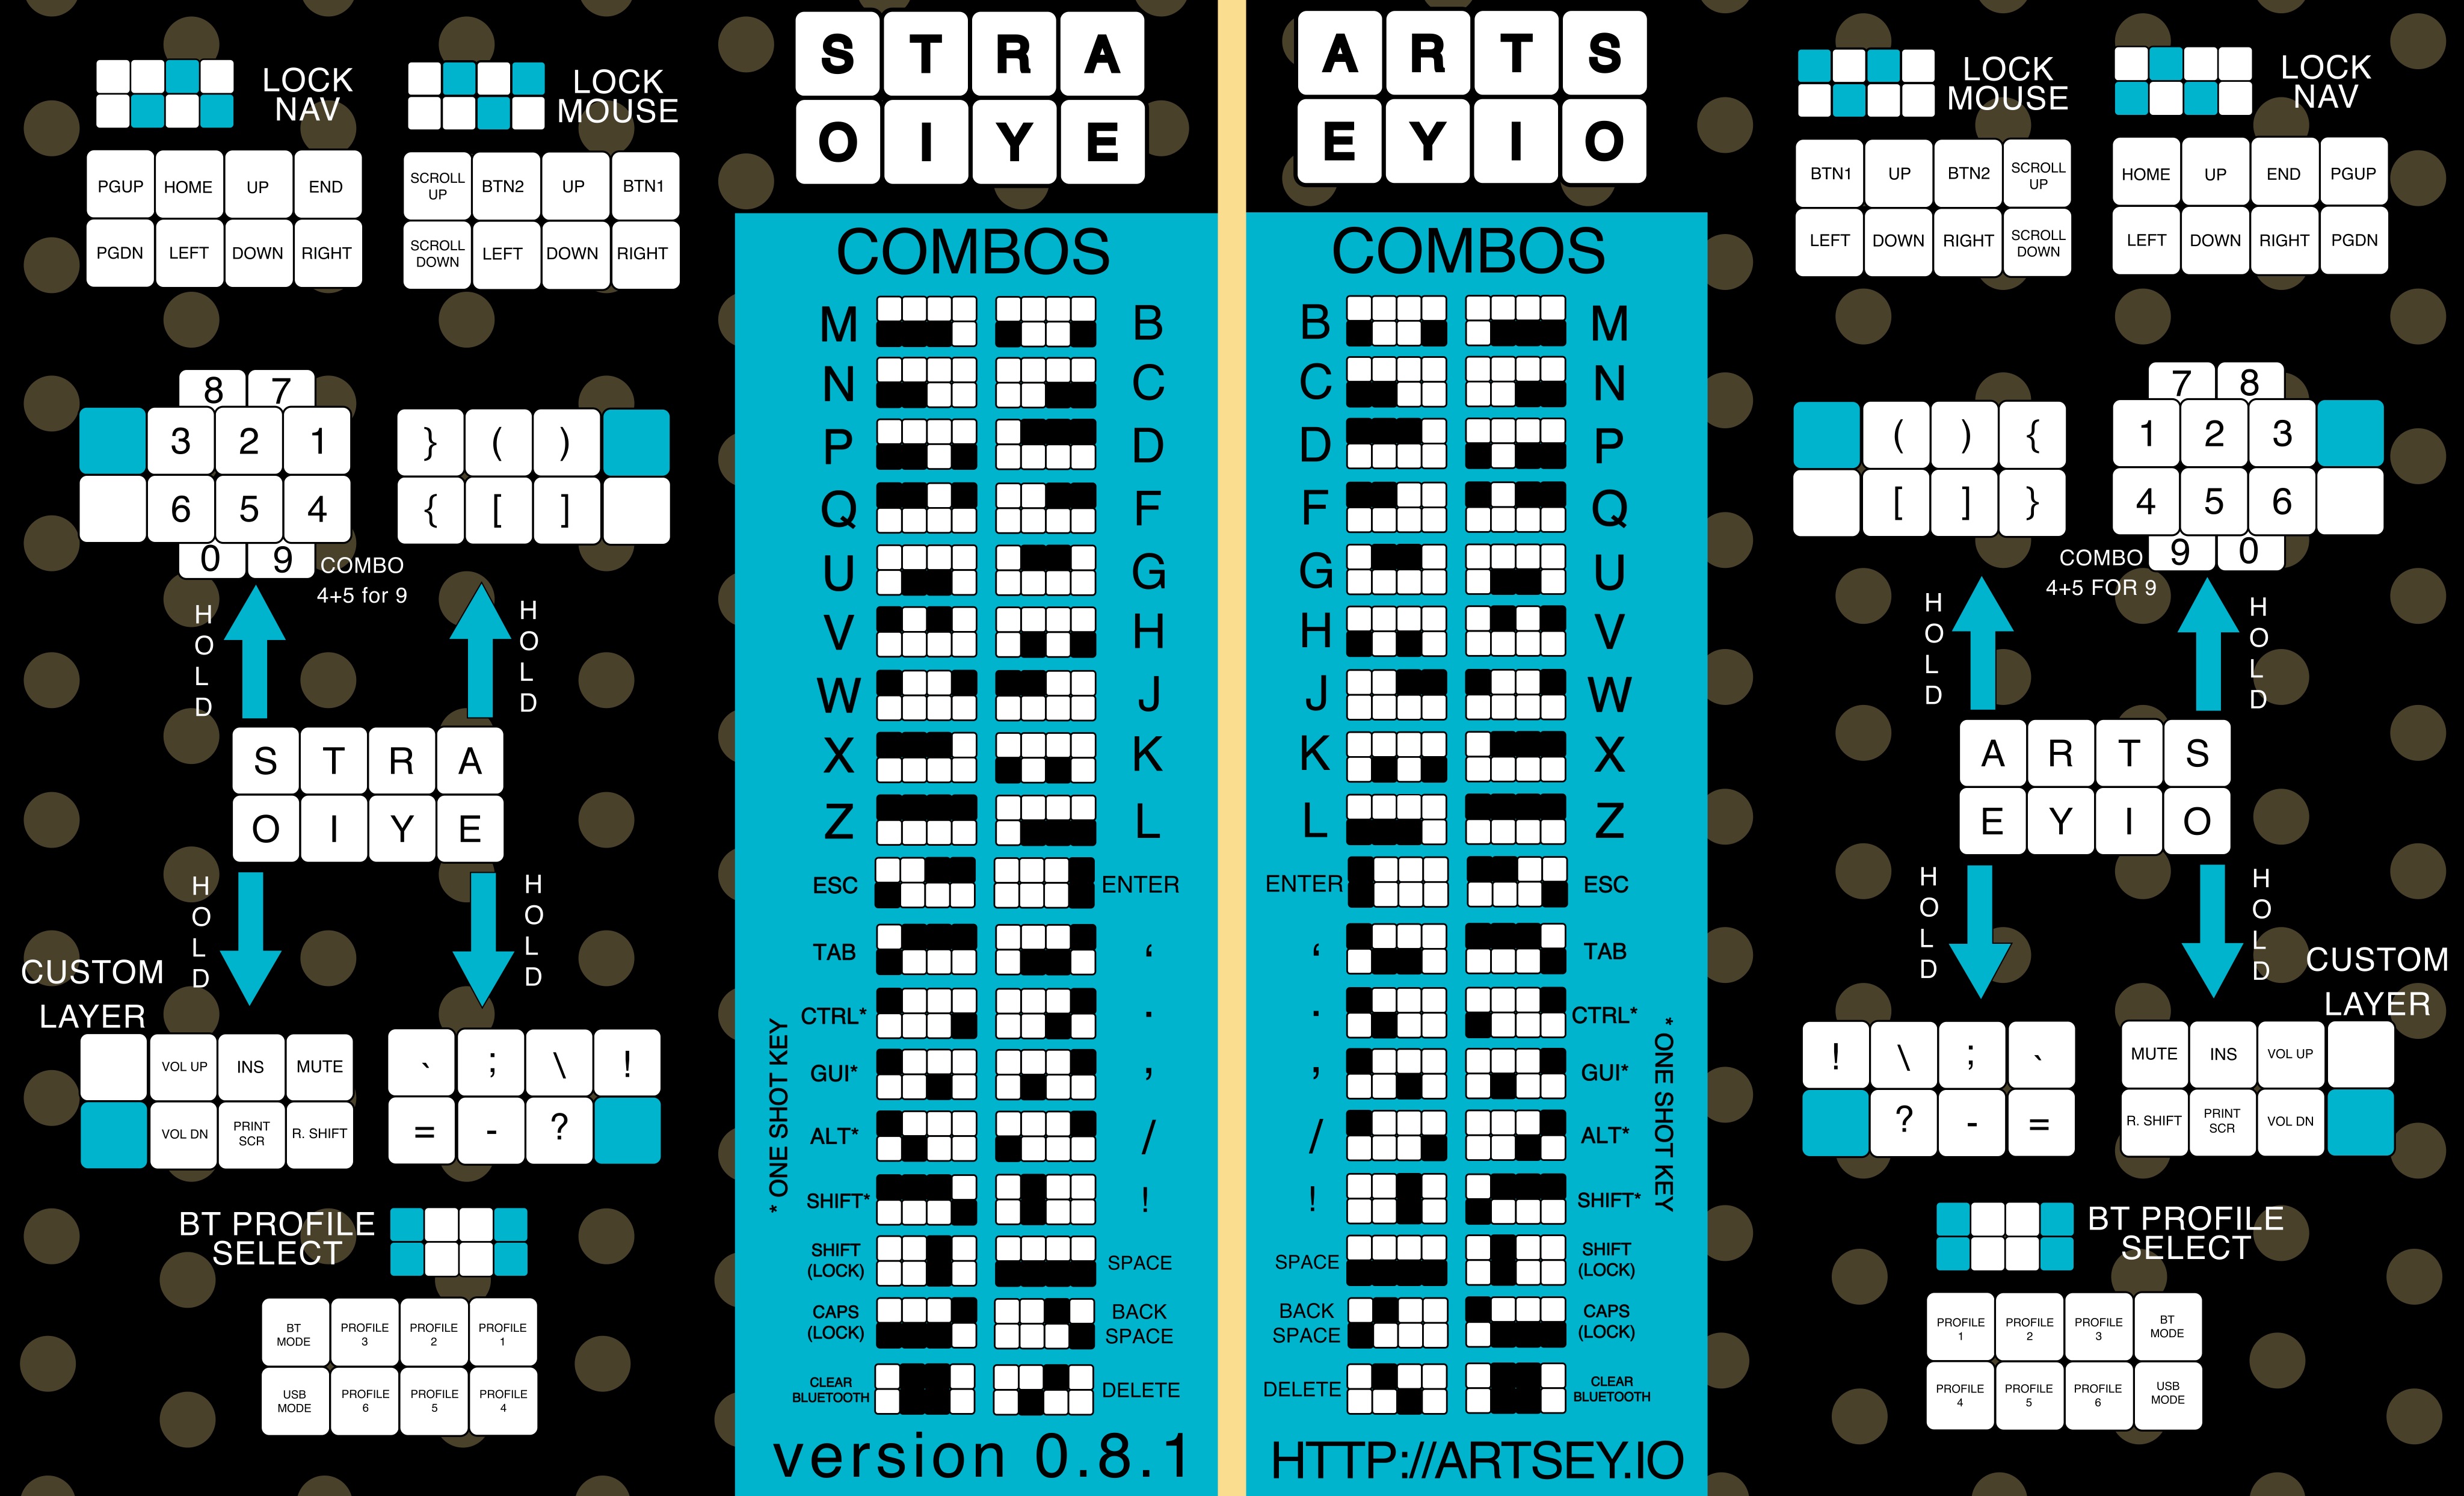 LOCK
NAV
PGUP HOME UP END
PGDN LEFT DOWN RIGHT
LOCK
MOUSE
SCROLL
UP
BTN2 UP BTN1
SCROLL
DOWN
LEFT DOWN RIGHT
8 7
3 2 1
6 5 4
0 9
COMBO
4+5 for 9
} ( )
{ [ ]
HOLD
HOLD
S T R A
O I Y E
HOLD
HOLD
CUSTOM
LAYER
VOL UP INS MUTE
VOL DN PRINT
SCR
R. SHIFT
` ; \ !
= - ?
BT PROFILE
SELECT
BT
MODE
PROFILE
3
PROFILE
2
PROFILE
1
USB
MODE
PROFILE
6
PROFILE
5
PROFILE
4
S T R A
O I Y E
COMBOS
M B
N C
P D
Q F
U G
V H
W J
X K
Z L
ESC ENTER
TAB ‘
CTRL* .
GUI* ,
ALT* /
SHIFT* !
SHIFT
(LOCK)
SPACE
CAPS
(LOCK)
BACK
SPACE
CLEAR
BLUETOOTH
DELETE
* ONE SHOT KEY
version 0.8.1
A R T S
E Y I O
COMBOS
B M
C N
D P
F Q
G U
H V
J W
K X
L Z
ENTER ESC
‘ TAB
. CTRL*
, GUI*
/ ALT*
! SHIFT*
SPACE
SHIFT
(LOCK)
BACK
SPACE
CAPS
(LOCK)
DELETE
CLEAR
BLUETOOTH
* ONE SHOT KEY
HTTP://ARTSEY.IO
LOCK
MOUSE
BTN1 UP BTN2
SCROLL
UP
LEFT DOWN RIGHT
SCROLL
DOWN
LOCK
NAV
HOME UP END PGUP
LEFT DOWN RIGHT PGDN
( ) {
[ ] }
7 8
1 2 3
4 5 6
9 0
COMBO
4+5 FOR 9
HOLD
HOLD
A R T S
E Y I O
HOLD
HOLD
CUSTOM
LAYER
! \ ; `
? - =
MUTE INS VOL UP
R. SHIFT PRINT
SCR
VOL DN
BT PROFILE
SELECT
PROFILE
1
PROFILE
2
PROFILE
3
BT
MODE
PROFILE
4
PROFILE
5
PROFILE
6
USB
MODE